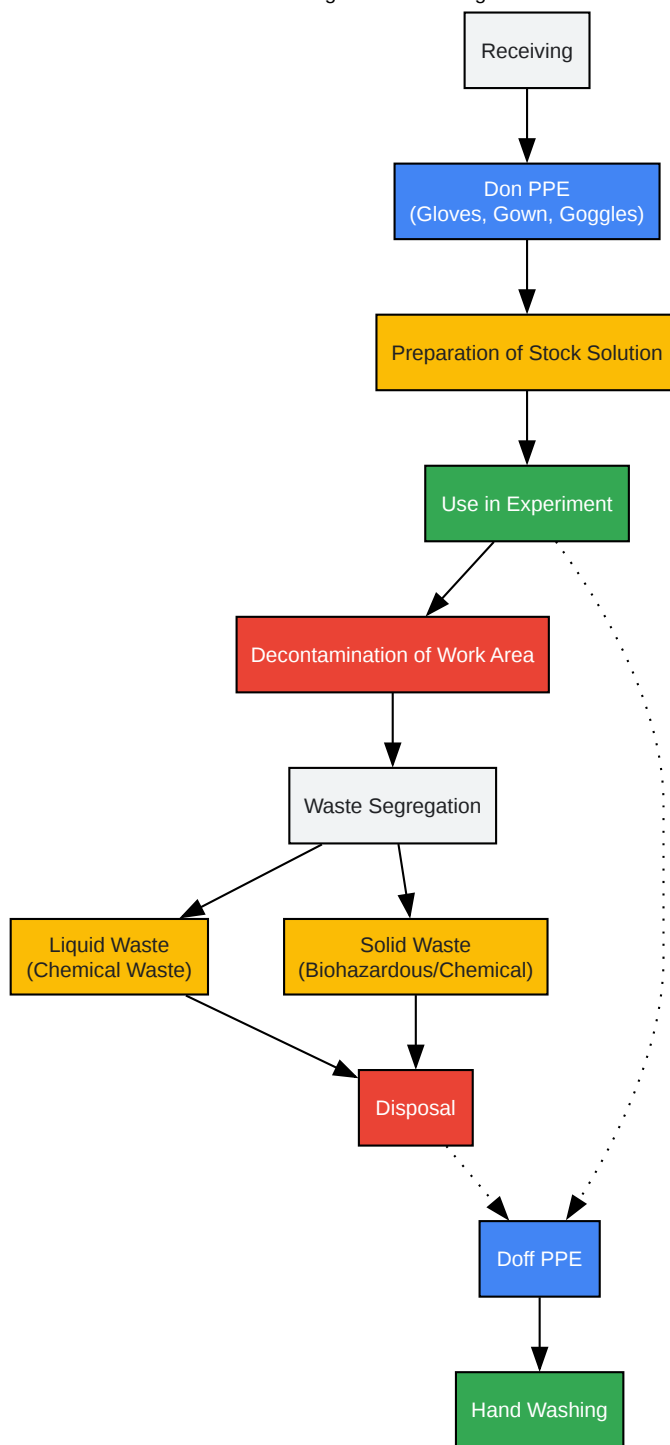 Receiving
Don PPE
(Gloves, Gown, Goggles)
Preparation of Stock Solution
Use in Experiment
Decontamination of Work Area
Waste Segregation
Liquid Waste
(Chemical Waste)
Solid Waste
(Biohazardous/Chemical)
Disposal
Doff PPE
Hand Washing